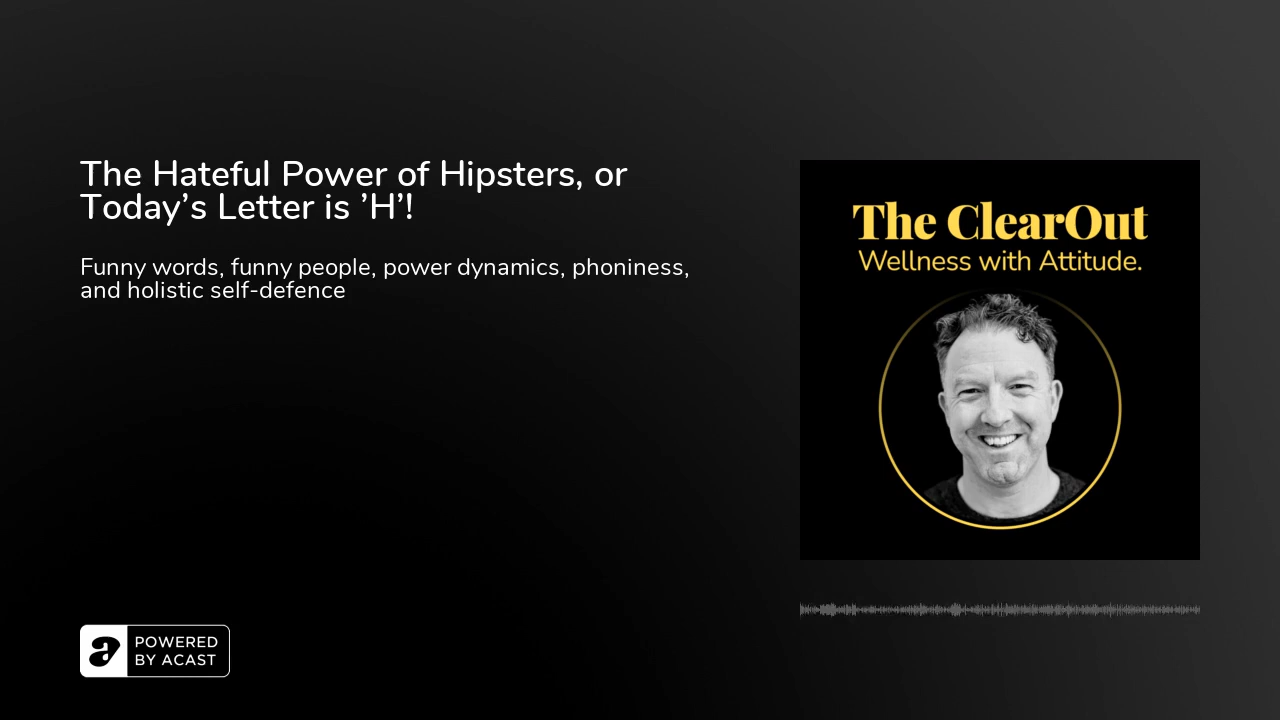 The Hateful Power of Hipsters, or
Today’s Letter is ’H’!
Funny words, funny people, power dynamics, phoniness,
and holistic self-defence
The ClearOut
Wellness with Attitude.
POWERED
BY ACAST